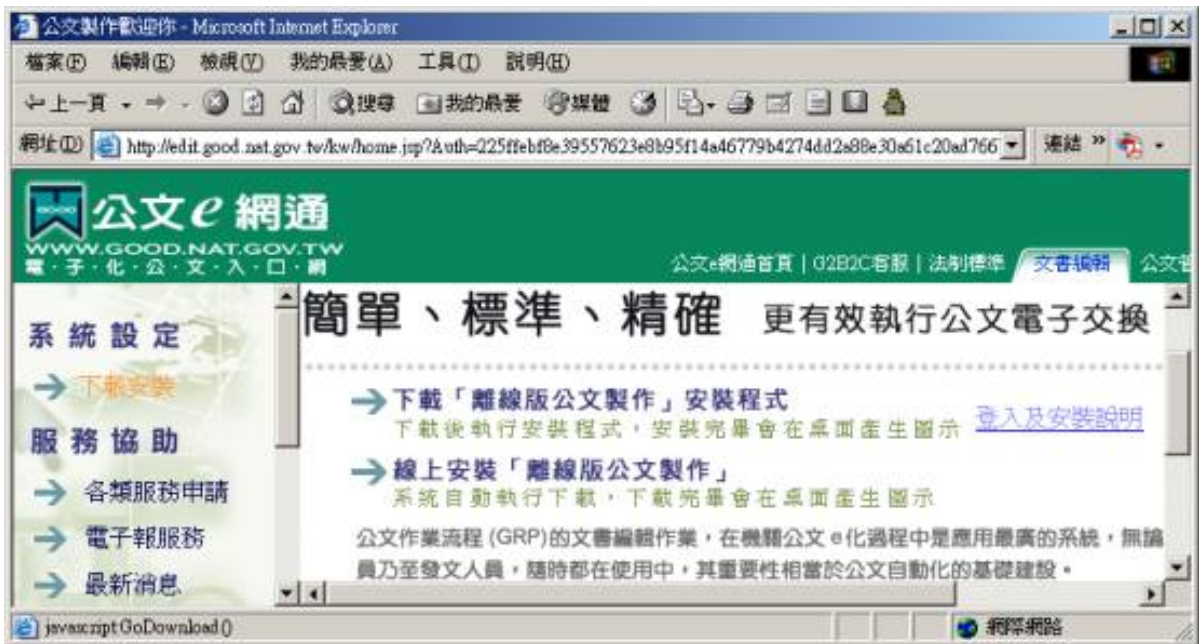 公文製作歡迎你 - Microsoft Internet Explorer
檔案(F) 編輯(E) 檢視(V) 我的最愛(A) 工具(T) 說明(H)
上一頁 搜尋 我的最愛 媒體
網址(D) http://edit.good.nat.gov.tw/kw/home.jsp?Auth=225ffebf8e39557623e8b95f14a46779b4274dd2a88e30a61c20ad766 連結 »
公文e網通
WWW.GOOD.NAT.GOV.TW
電‧子‧化‧公‧文‧入‧口‧網
公文e網通首頁 | G2B2C客服 | 法制標準 文書編輯 公文
簡單、標準、精確 更有效執行公文電子交換
系統設定
下載安裝
服務協助
各類服務申請
電子報服務
最新消息
下載「離線版公文製作」安裝程式
下載後執行安裝程式,安裝完畢會在桌面產生圖示
登入及安裝說明
線上安裝「離線版公文製作」
系統自動執行下載,下載完畢會在桌面產生圖示
公文作業流程 (GRP)的文書編輯作業,在機關公文e化過程中是應用最廣的系統,無論
員乃至發文人員,隨時都在使用中,其重要性相當於公文自動化的基礎建設。
javascript:GoDownload()
網際網路